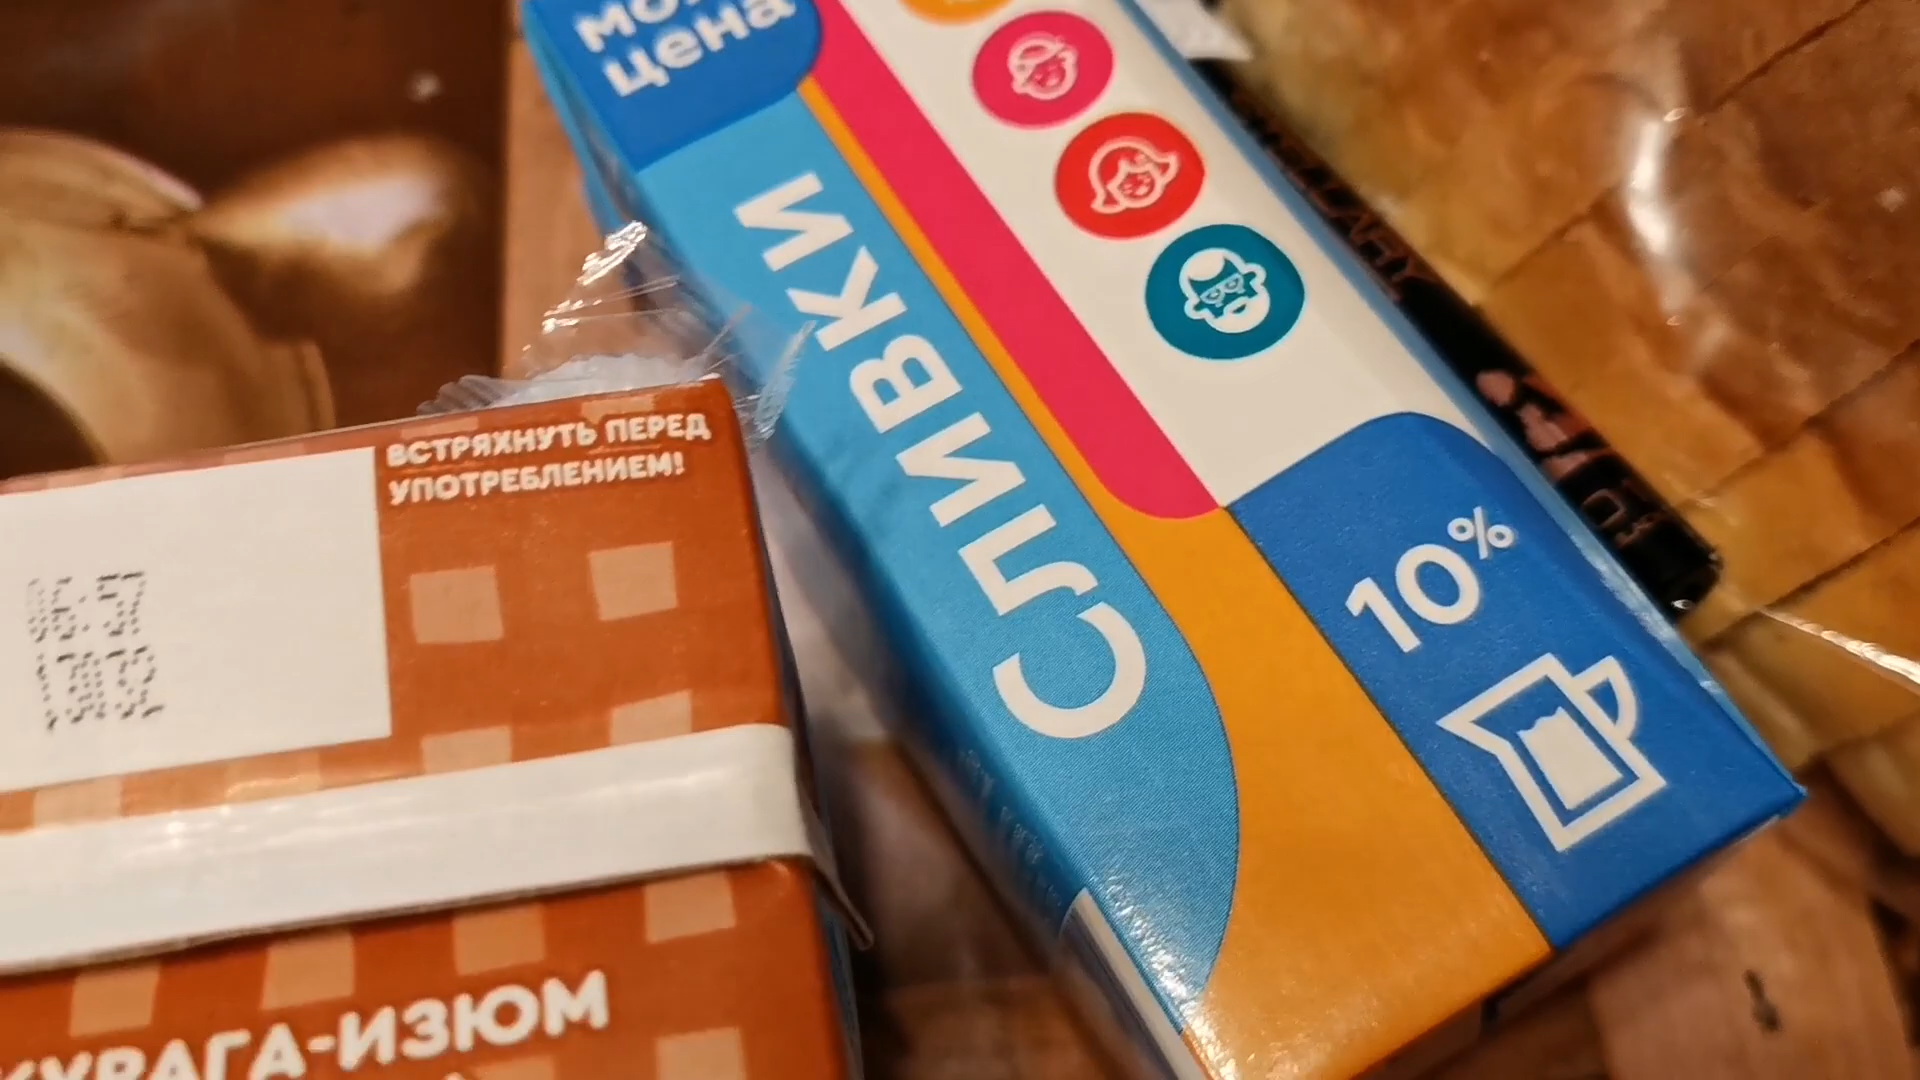 цена
СЛИВКИ
10%
ВСТРЯХНУТЬ ПЕРЕД
УПОТРЕБЛЕНИЕМ!
КУРАГА-ИЗЮМ